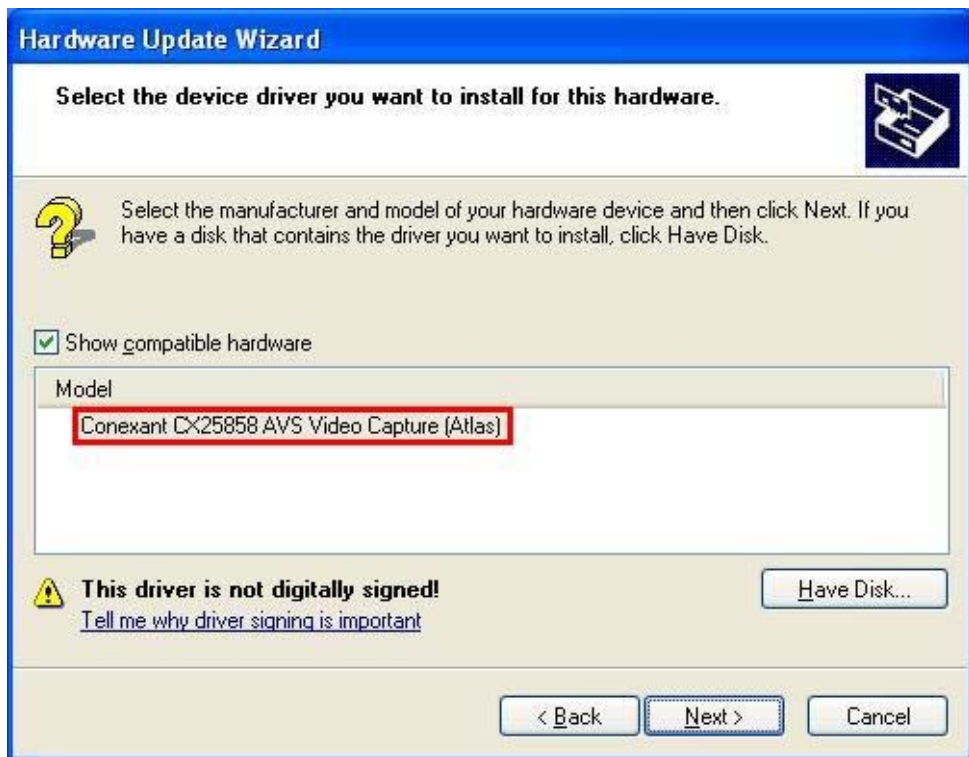 Hardware Update Wizard
Select the device driver you want to install for this hardware.
Select the manufacturer and model of your hardware device and then click Next. If you
have a disk that contains the driver you want to install, click Have Disk.
Show compatible hardware
Model
Conexant CX25858 AVS Video Capture (Atlas)
This driver is not digitally signed!
Have Disk...
Tell me why driver signing is important
< Back
Next >
Cancel